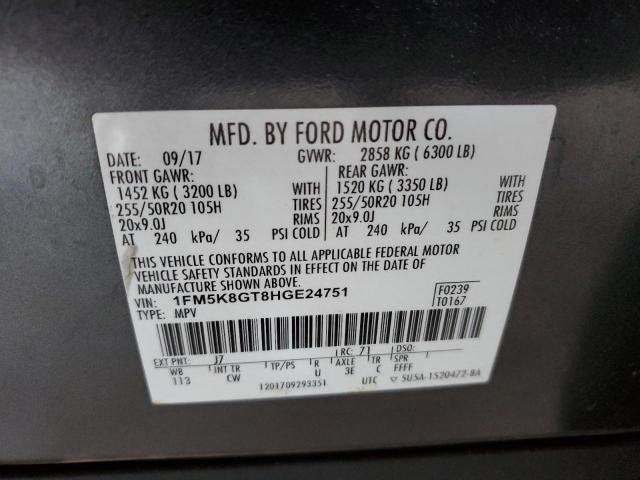 MFD. BY FORD MOTOR CO.
DATE: 09/17 GVWR: 2858 KG ( 6300 LB)
FRONT GAWR: REAR GAWR:
1452 KG ( 3200 LB) WITH 1520 KG ( 3350 LB) WITH
255/50R20 105H TIRES 255/50R20 105H TIRES
20x9.0J RIMS 20x9.0J RIMS
AT 240 kPa/ 35 PSI COLD AT 240 kPa/ 35 PSI COLD
THIS VEHICLE CONFORMS TO ALL APPLICABLE FEDERAL MOTOR
VEHICLE SAFETY STANDARDS IN EFFECT ON THE DATE OF
MANUFACTURE SHOWN ABOVE.
VIN: 1FM5K8GT8HGE24751 F0239
TYPE: MPV T0167
EXT PNT: J7 RC: 71 DSO:
WB INT TR TP/PS R AXLE TR SPR
113 CW U 3E C FFFF
1201709293351 UTC ▽ 5U5A-1520472-BA